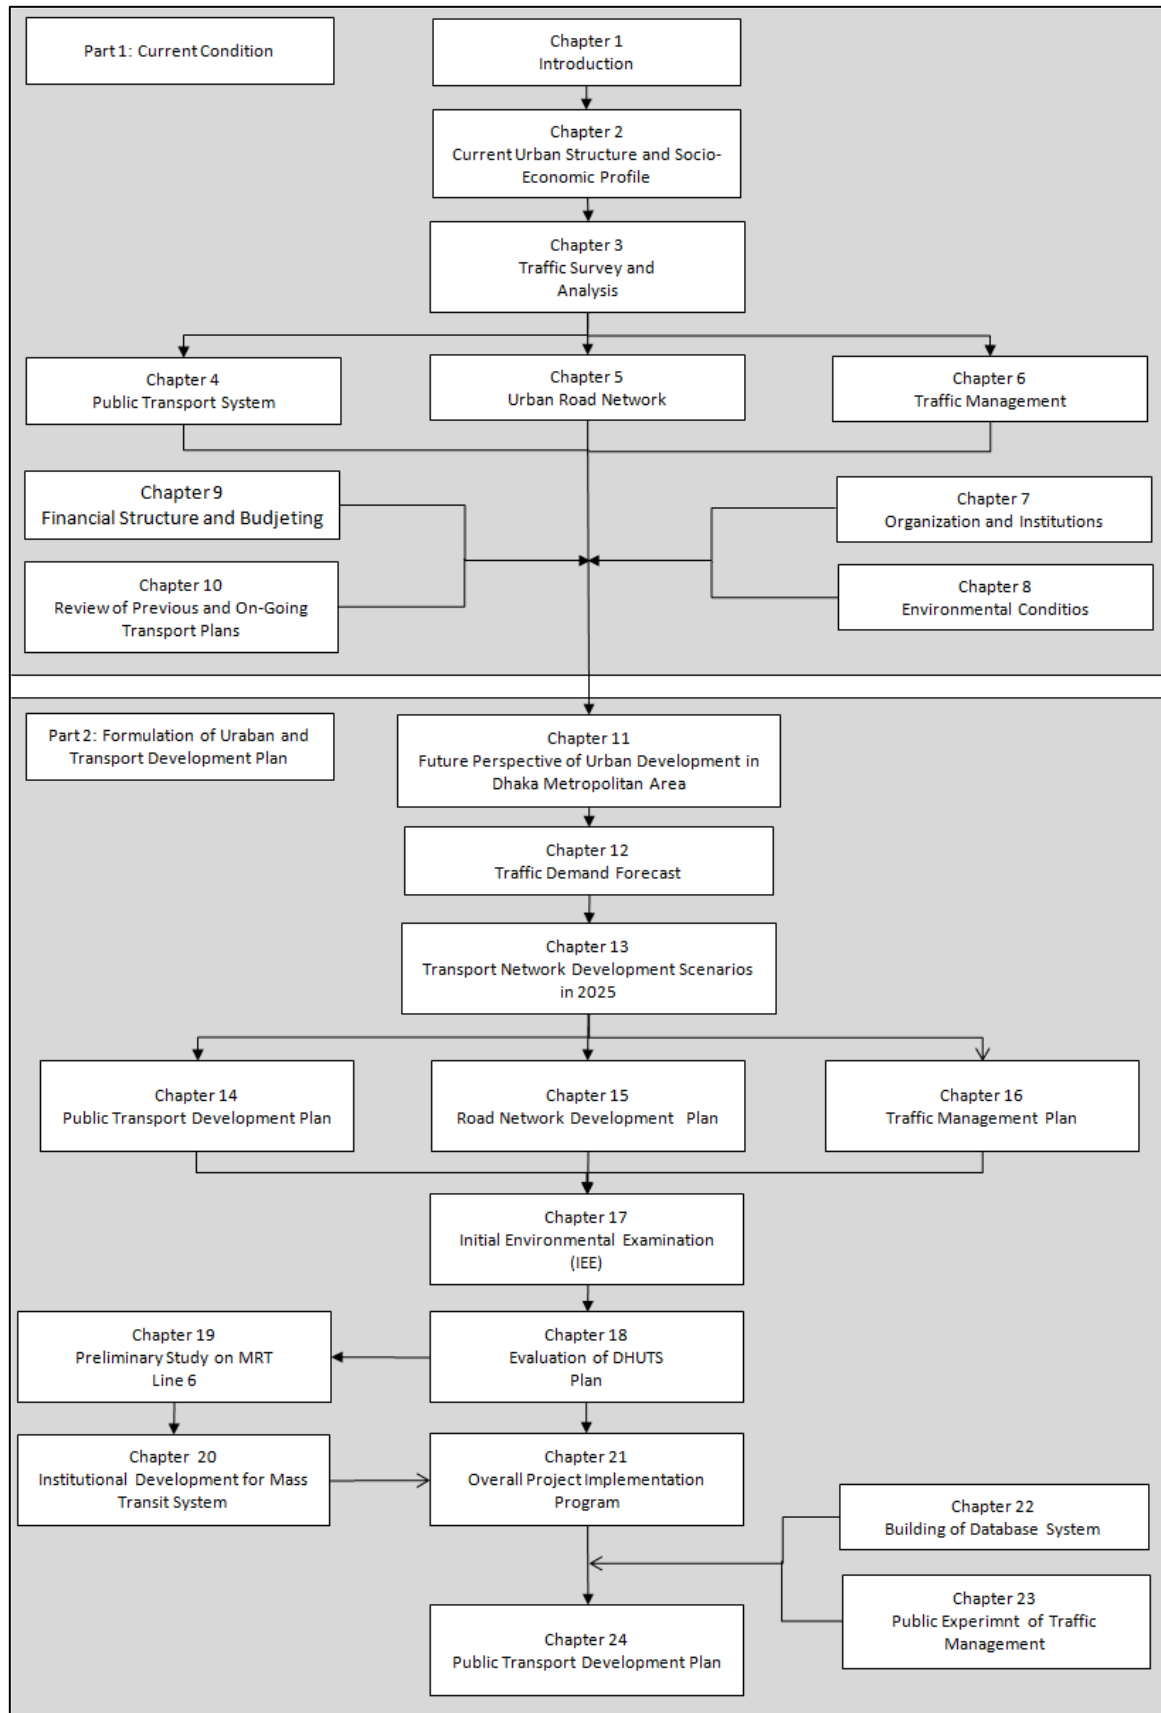 Part 1: Current Condition
Chapter 1
Introduction
Chapter 2
Current Urban Structure and Socio-
Economic Profile
Chapter 3
Traffic Survey and
Analysis
Chapter 4
Public Transport System
Chapter 5
Urban Road Network
Chapter 6
Traffic Management
Chapter 9
Financial Structure and Budjeting
Chapter 7
Organization and Institutions
Chapter 10
Review of Previous and On-Going
Transport Plans
Chapter 8
Environmental Conditios
Part 2: Formulation of Uraban and
Transport Development Plan
Chapter 11
Future Perspective of Urban Development in
Dhaka Metropolitan Area
Chapter 12
Traffic Demand Forecast
Chapter 13
Transport Network Development Scenarios
in 2025
Chapter 14
Public Transport Development Plan
Chapter 15
Road Network Development Plan
Chapter 16
Traffic Management Plan
Chapter 17
Initial Environmental Examination
(IEE)
Chapter 19
Preliminary Study on MRT
Line 6
Chapter 18
Evaluation of DHUTS
Plan
Chapter 20
Institutional Development for Mass
Transit System
Chapter 21
Overall Project Implementation
Program
Chapter 22
Building of Database System
Chapter 23
Public Experimnt of Traffic
Management
Chapter 24
Public Transport Development Plan